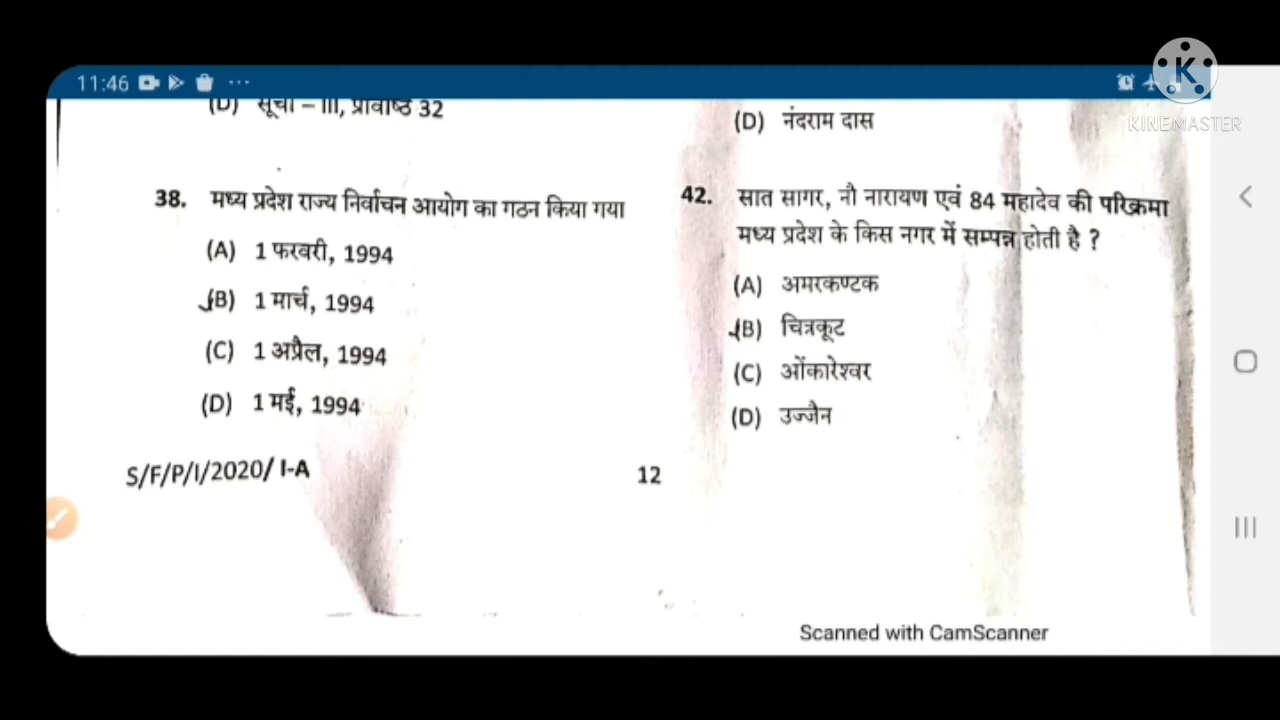 11:46
KINEMASTER
(D) सूची – III, प्राविष्ठि 32
38. मध्य प्रदेश राज्य निर्वाचन आयोग का गठन किया गया
(A) 1 फरवरी, 1994
(B) 1 मार्च, 1994
(C) 1 अप्रैल, 1994
(D) 1 मई, 1994
S/F/P/I/2020/ I-A
12
(D) नंदराम दास
42. सात सागर, नौ नारायण एवं 84 महादेव की परिक्रमा
मध्य प्रदेश के किस नगर में सम्पन्न होती है ?
(A) अमरकण्टक
(B) चित्रकूट
(C) ओंकारेश्वर
(D) उज्जैन
Scanned with CamScanner